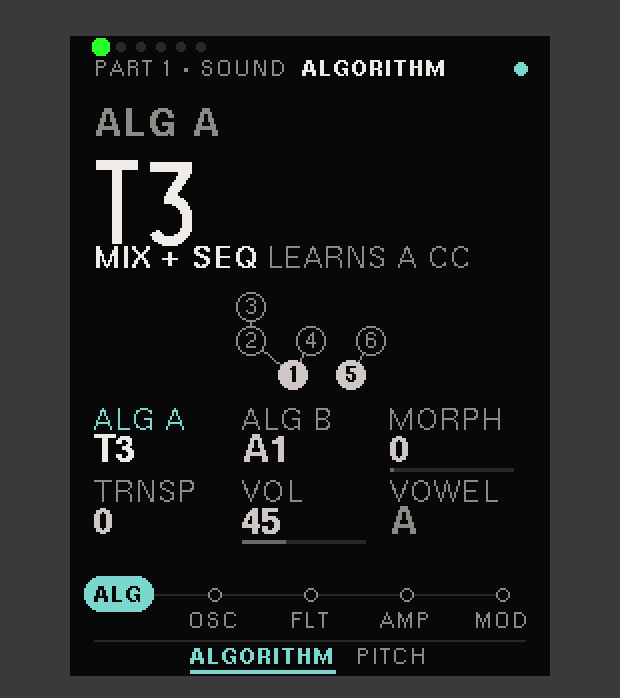 PART 1 · SOUND ALGORITHM
ALG A
T3
MIX + SEQ LEARNS A CC
3
2 4 6
1 5
ALG A ALG B MORPH
T3 A1 0
TRNSP VOL VOWEL
0 45 A
ALG
OSC FLT AMP MOD
ALGORITHM PITCH